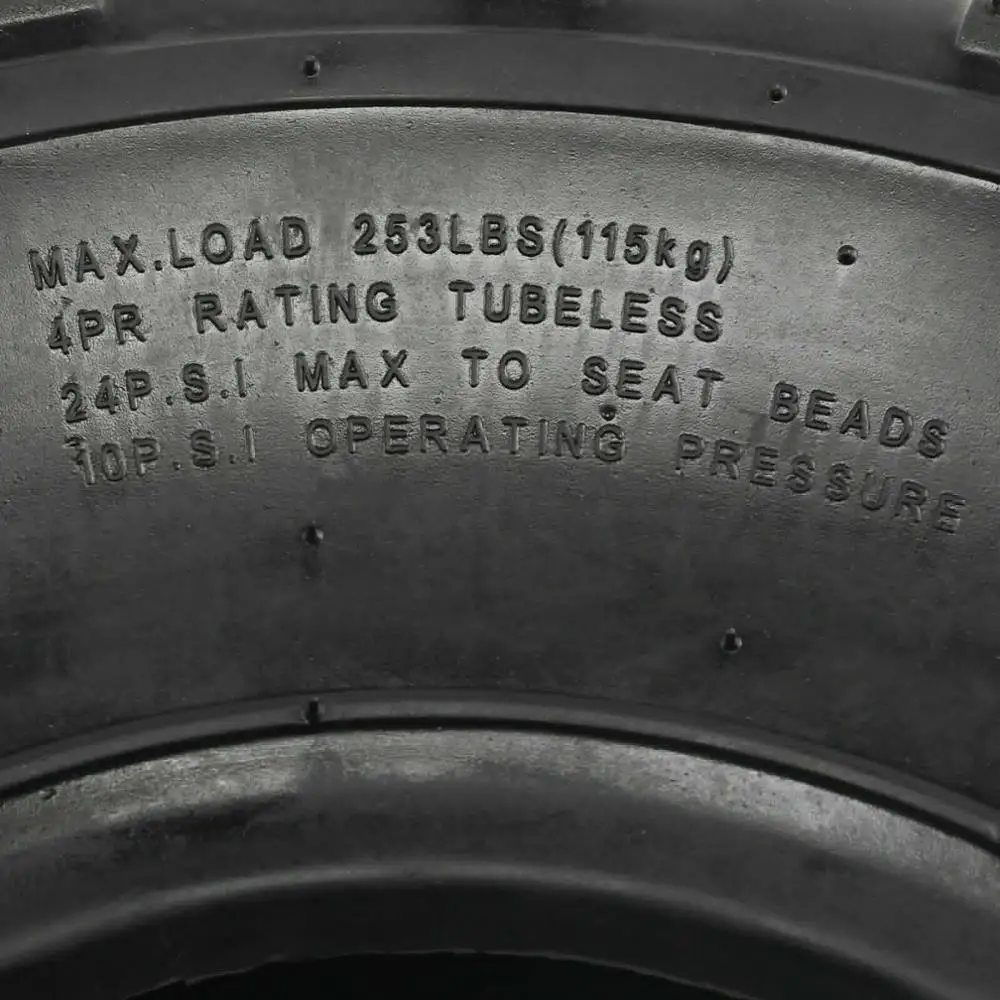 MAX.LOAD 253LBS(115kg)
4PR RATING TUBELESS
24P.S.I MAX TO SEAT BEADS
10P.S.I OPERATING PRESSURE